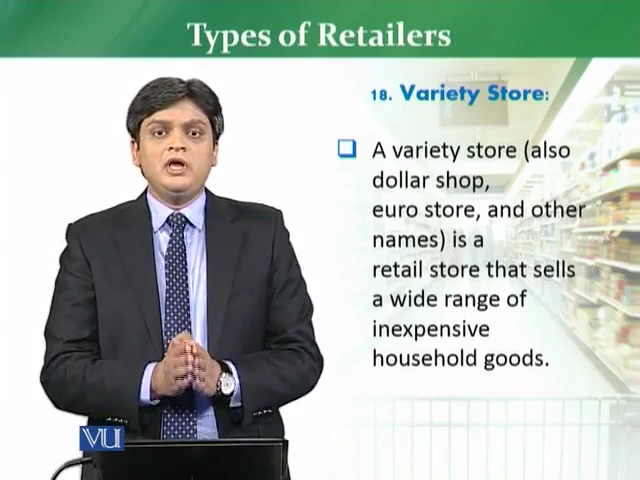 Types of Retailers
18. Variety Store:
A variety store (also
dollar shop,
euro store, and other
names) is a
retail store that sells
a wide range of
inexpensive
household goods.
VU